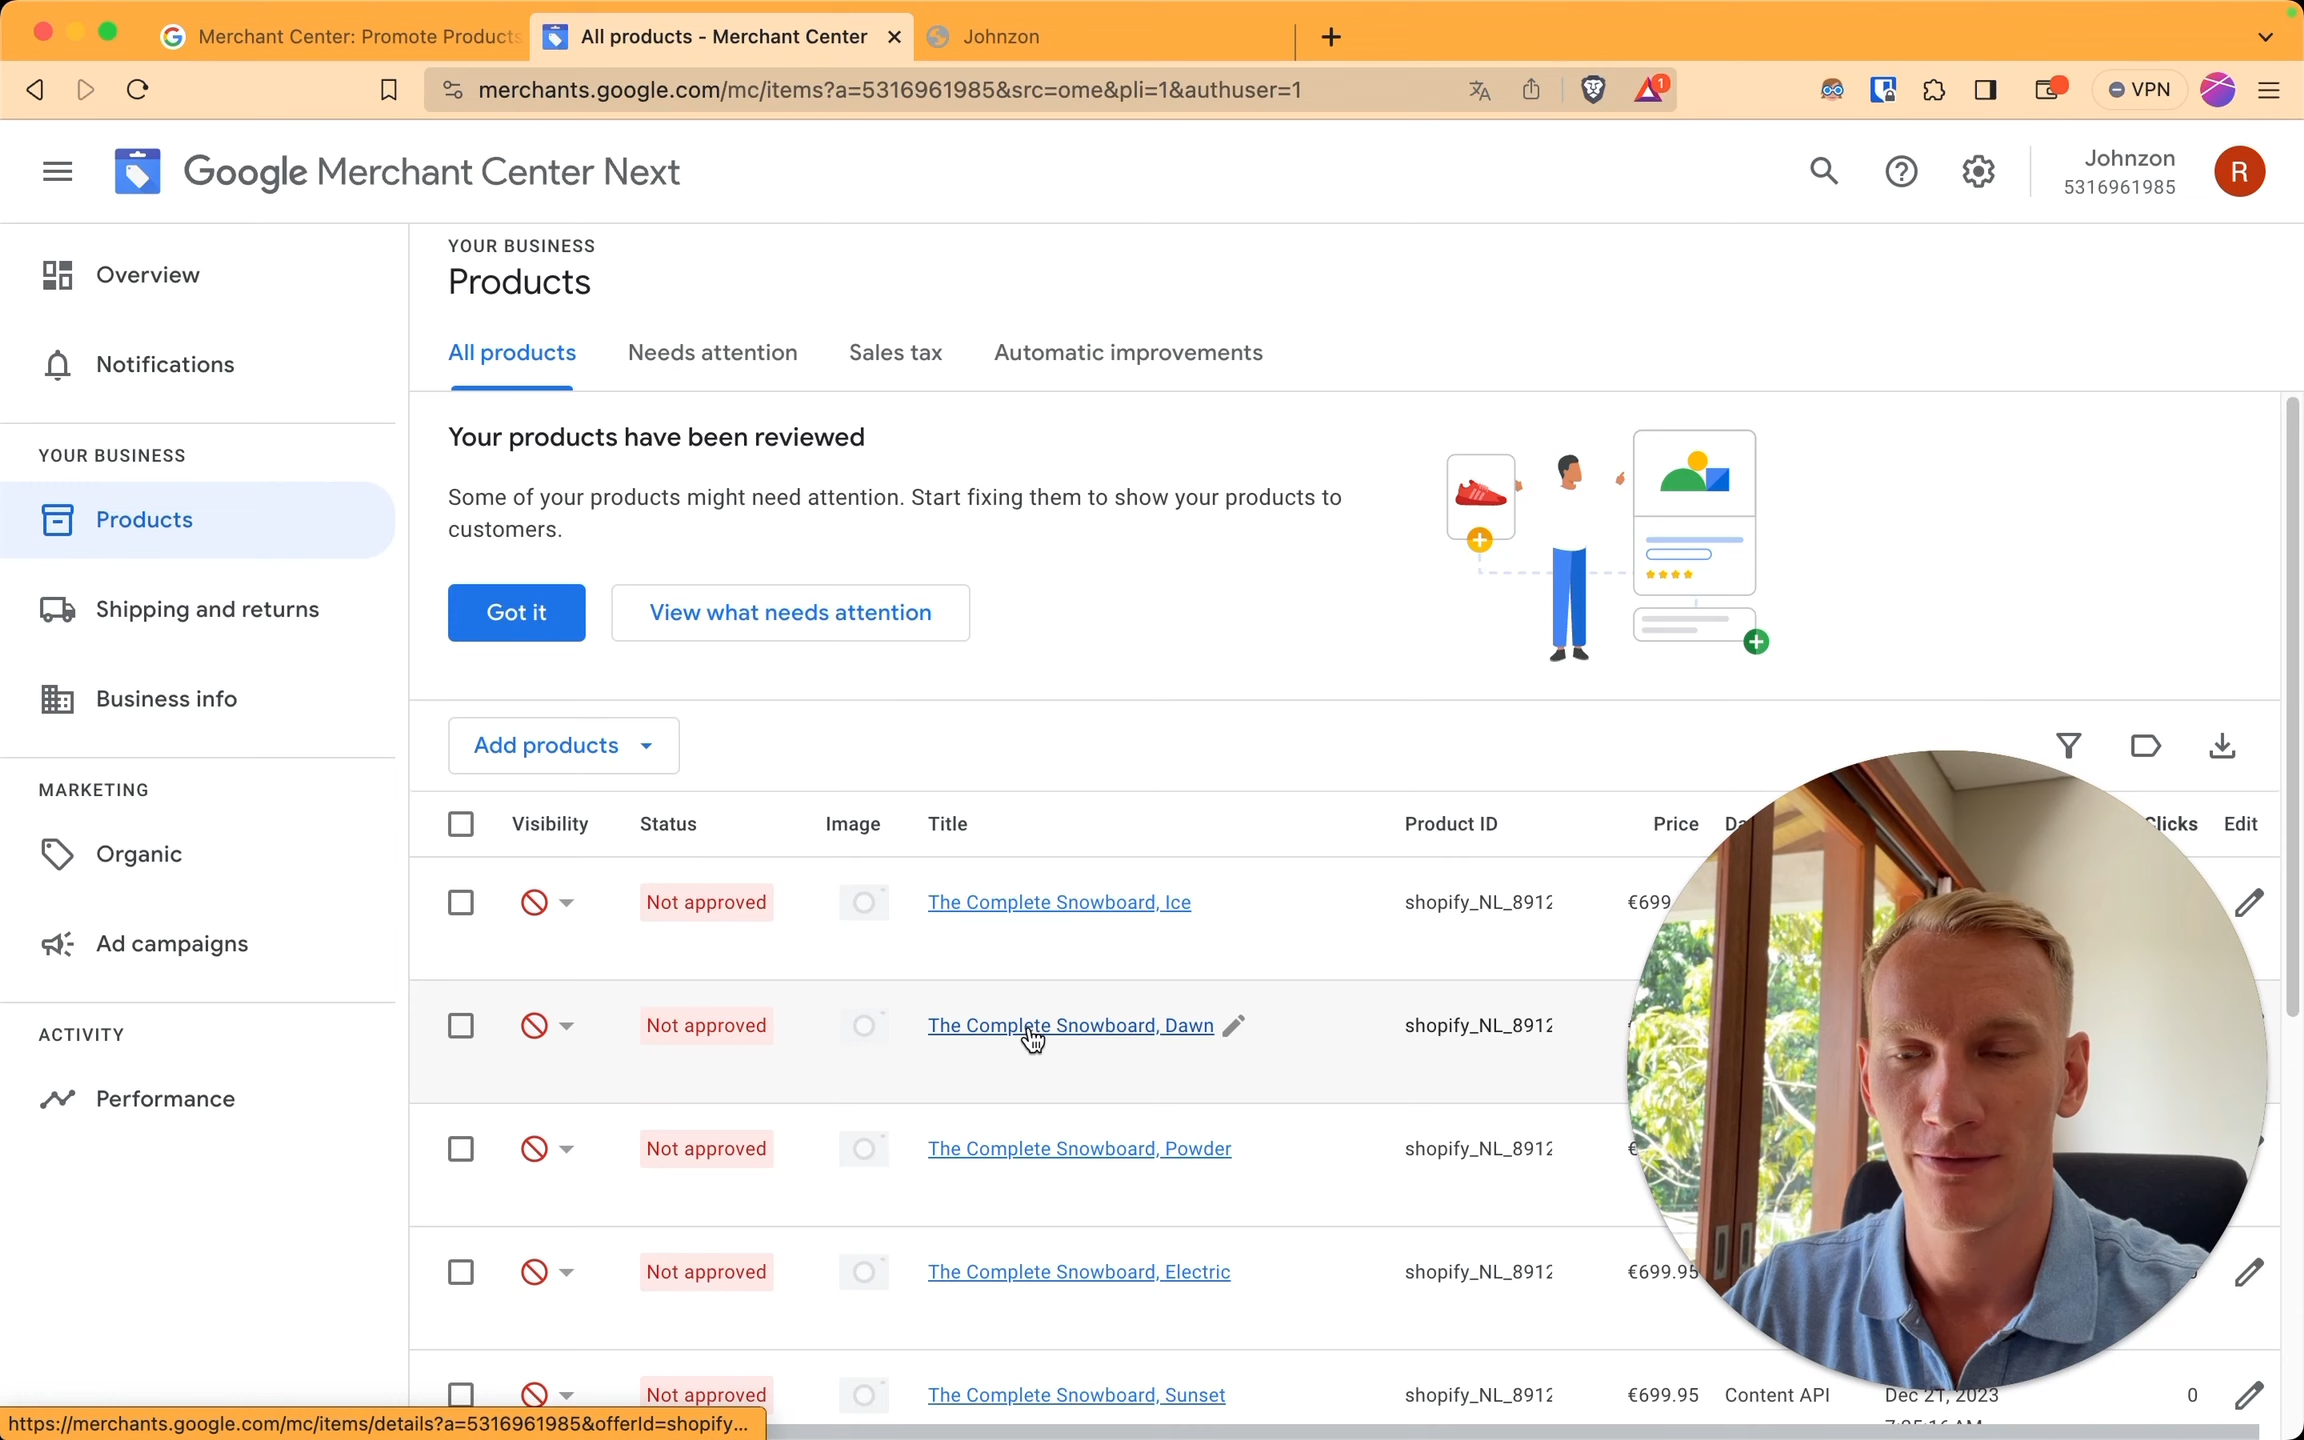 Merchant Center: Promote Products
All products - Merchant Center
Johnzon
merchants.google.com/mc/items?a=5316961985&src=ome&pli=1&authuser=1
1
VPN
Google Merchant Center Next
Johnzon
5316961985
R
Overview
Notifications
YOUR BUSINESS
Products
Shipping and returns
Business info
MARKETING
Organic
Ad campaigns
ACTIVITY
Performance
YOUR BUSINESS
Products
All products Needs attention Sales tax Automatic improvements
Your products have been reviewed
Some of your products might need attention. Start fixing them to show your products to
customers.
Got it View what needs attention
Add products
Visibility Status Image Title Product ID Price Clicks Edit
Not approved The Complete Snowboard, Ice shopify_NL_8912 €699
Not approved The Complete Snowboard, Dawn shopify_NL_8912
Not approved The Complete Snowboard, Powder shopify_NL_8912 €
Not approved The Complete Snowboard, Electric shopify_NL_8912 €699.95
Not approved The Complete Snowboard, Sunset shopify_NL_8912 €699.95 Content API Dec 21, 2023 0
https://merchants.google.com/mc/items/details?a=5316961985&offerId=shopify...